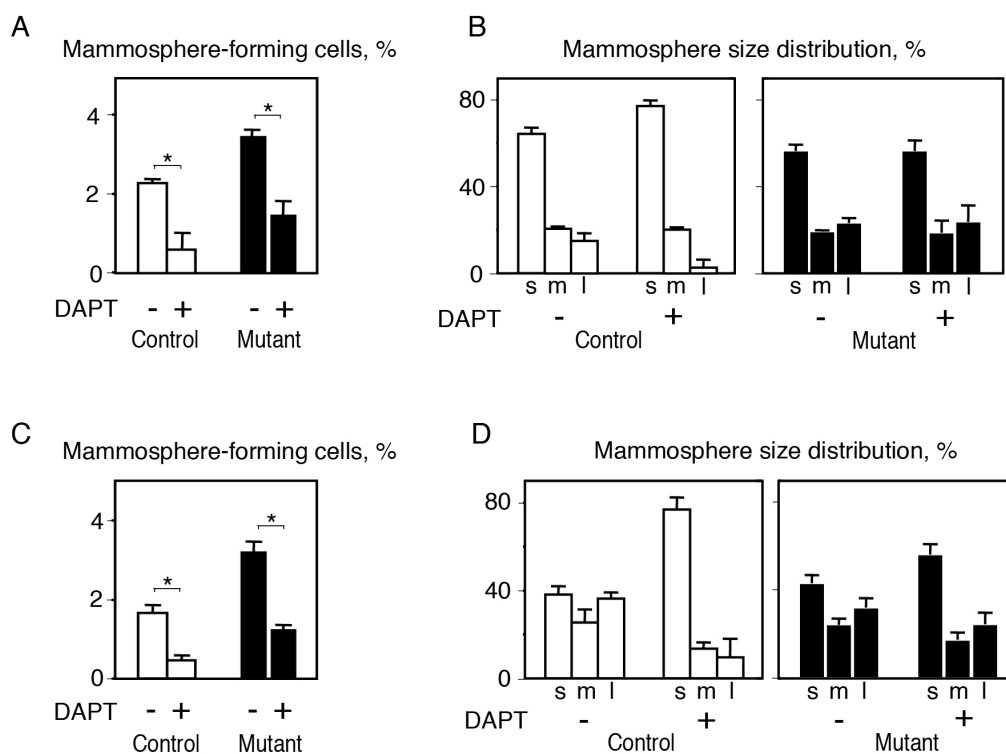 A
Mammosphere-forming cells, %
4
2
0
*
*
DAPT - + - +
Control Mutant
B
Mammosphere size distribution, %
80
40
0
s m l s m l s m l s m l
DAPT - + - +
Control Mutant
C
Mammosphere-forming cells, %
4
2
0
*
*
DAPT - + - +
Control Mutant
D
Mammosphere size distribution, %
80
40
0
s m l s m l s m l s m l
DAPT - + - +
Control Mutant